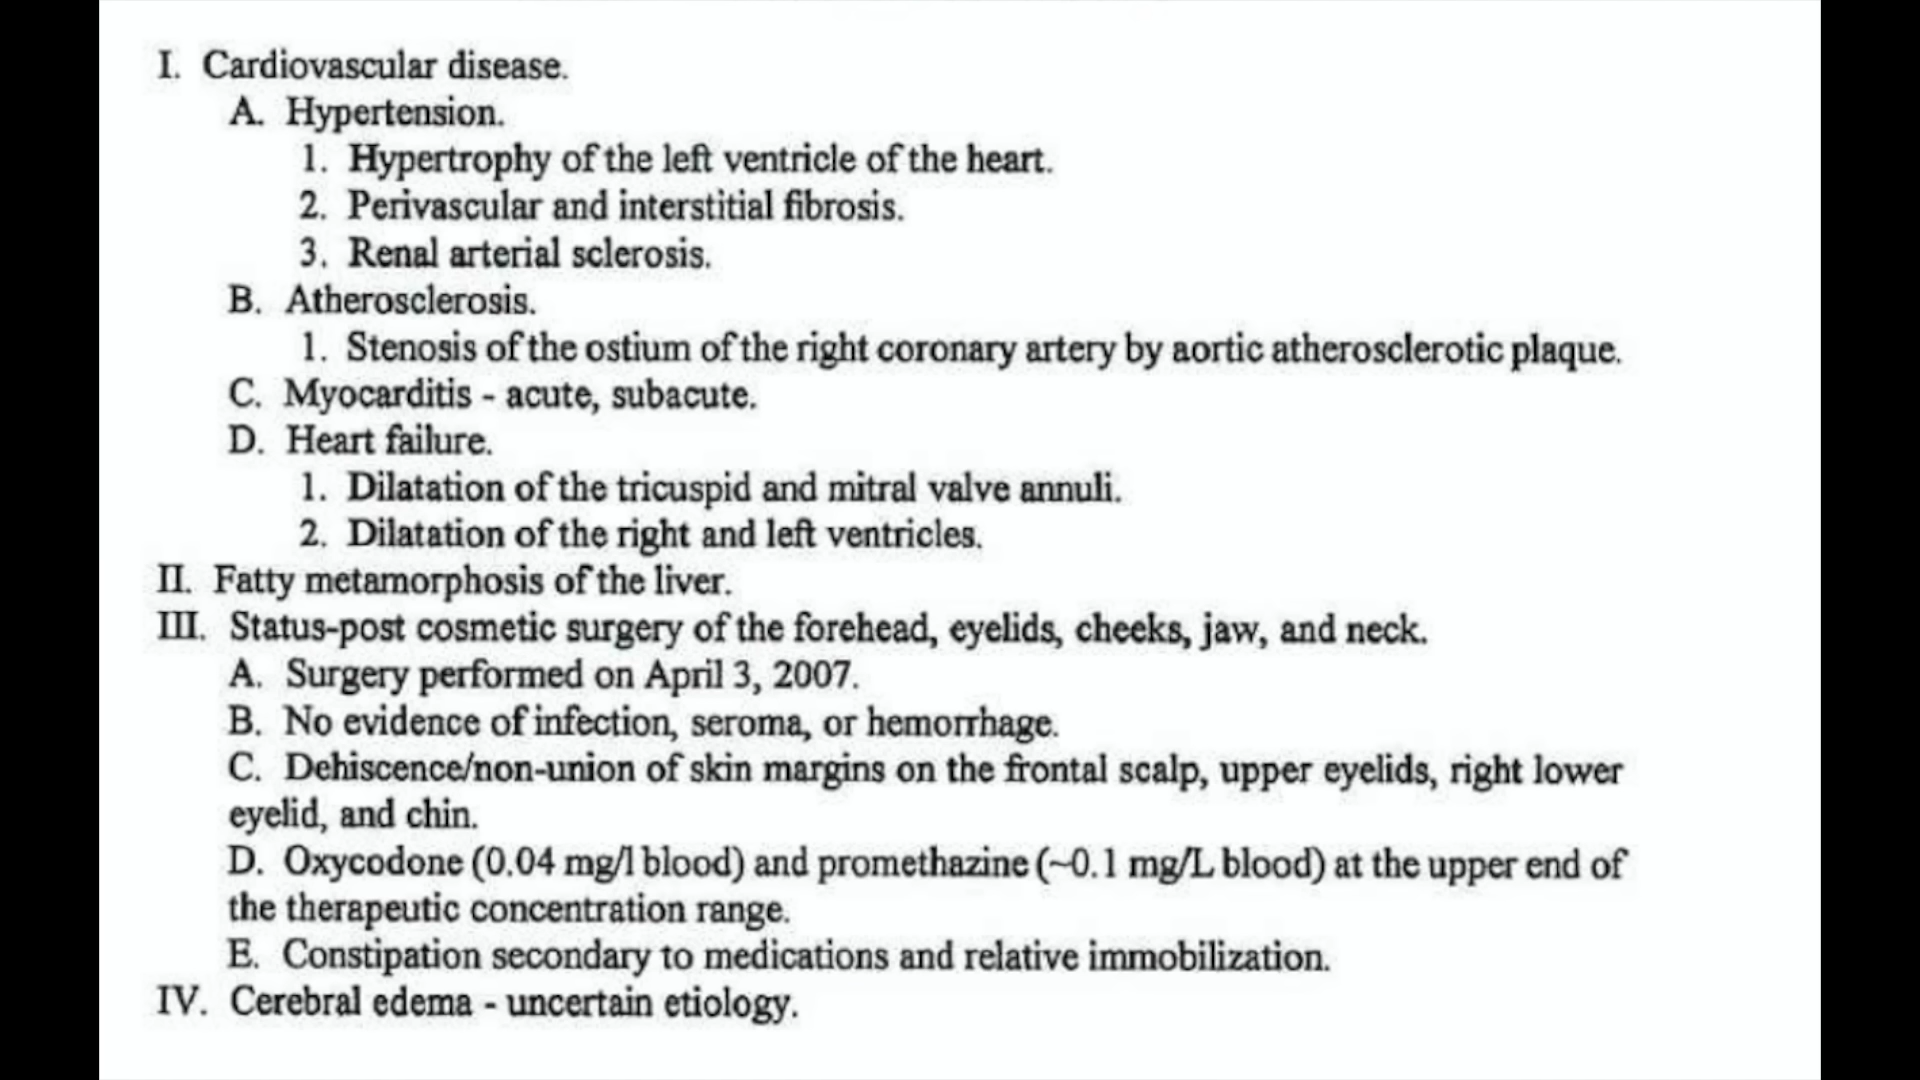 I. Cardiovascular disease.
A. Hypertension.
1. Hypertrophy of the left ventricle of the heart.
2. Perivascular and interstitial fibrosis.
3. Renal arterial sclerosis.
B. Atherosclerosis.
1. Stenosis of the ostium of the right coronary artery by aortic atherosclerotic plaque.
C. Myocarditis - acute, subacute.
D. Heart failure.
1. Dilatation of the tricuspid and mitral valve annuli.
2. Dilatation of the right and left ventricles.
II. Fatty metamorphosis of the liver.
III. Status-post cosmetic surgery of the forehead, eyelids, cheeks, jaw, and neck.
A. Surgery performed on April 3, 2007.
B. No evidence of infection, seroma, or hemorrhage.
C. Dehiscence/non-union of skin margins on the frontal scalp, upper eyelids, right lower
eyelid, and chin.
D. Oxycodone (0.04 mg/l blood) and promethazine (~0.1 mg/L blood) at the upper end of
the therapeutic concentration range.
E. Constipation secondary to medications and relative immobilization.
IV. Cerebral edema - uncertain etiology.